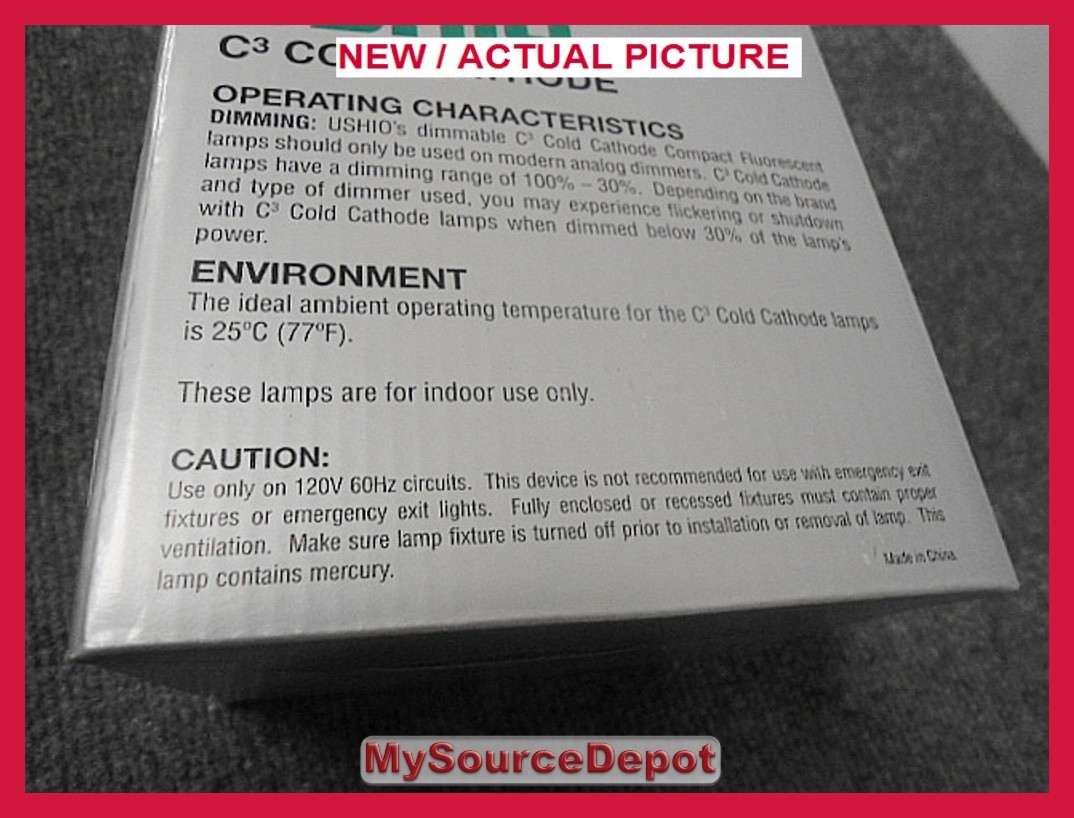 C³ CO
NEW / ACTUAL PICTURE
OPERATING CHARACTERISTICS
DIMMING: USHIO's dimmable C³ Cold Cathode Compact Fluorescent
lamps should only be used on modern analog dimmers. C³ Cold Cathode
lamps have a dimming range of 100% – 30%. Depending on the brand
and type of dimmer used, you may experience flickering or shutdown
with C³ Cold Cathode lamps when dimmed below 30% of the lamp's
power.
ENVIRONMENT
The ideal ambient operating temperature for the C³ Cold Cathode lamps
is 25ºC (77ºF).
These lamps are for indoor use only.
CAUTION:
Use only on 120V 60Hz circuits. This device is not recommended for use with emergency exit
fixtures or emergency exit lights. Fully enclosed or recessed fixtures must contain proper
ventilation. Make sure lamp fixture is turned off prior to installation or removal of lamp. This
lamp contains mercury.
Made in China.
MySourceDepot